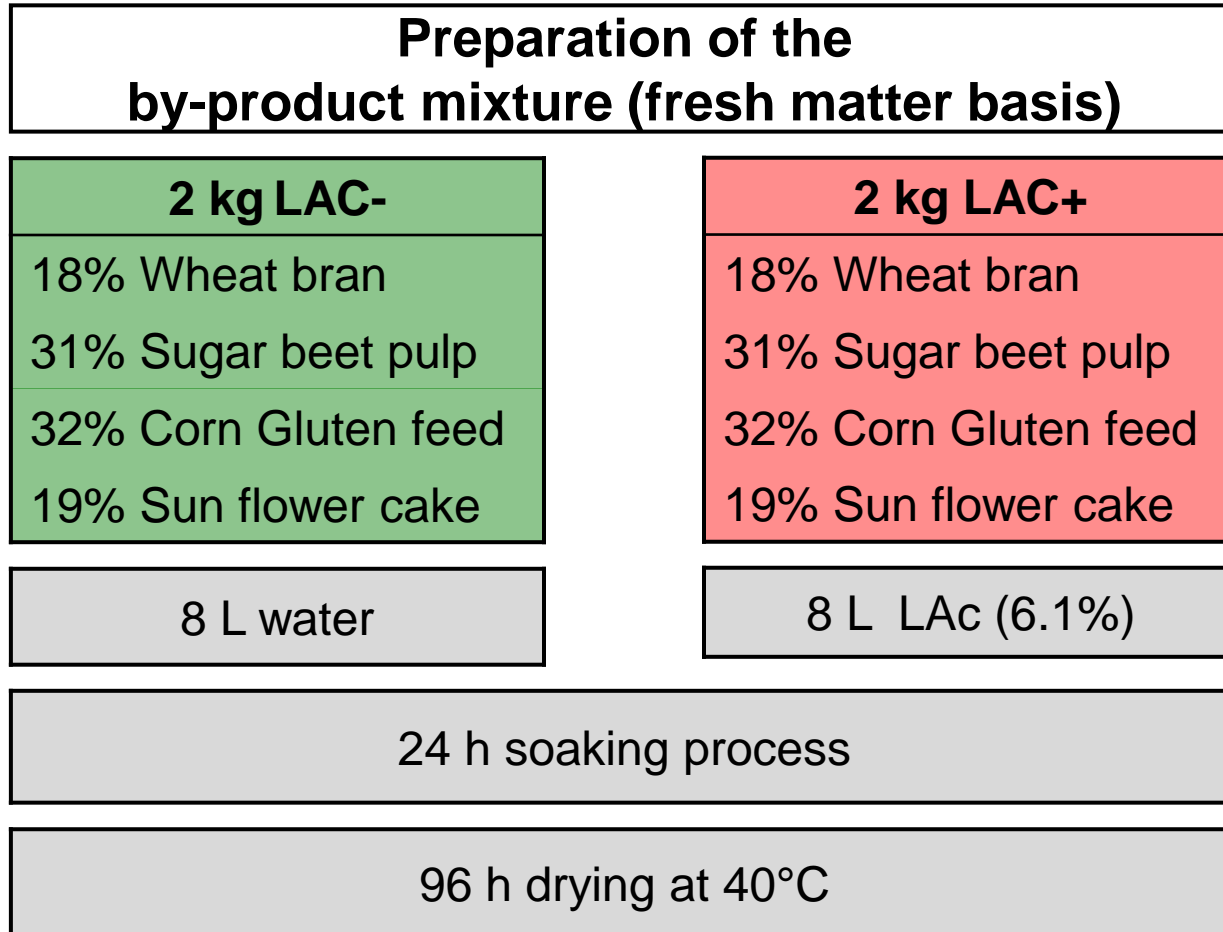 Preparation of the
by-product mixture (fresh matter basis)
2 kg LAC-
18% Wheat bran
31% Sugar beet pulp
32% Corn Gluten feed
19% Sun flower cake
8 L water
2 kg LAC+
18% Wheat bran
31% Sugar beet pulp
32% Corn Gluten feed
19% Sun flower cake
8 L LAc (6.1%)
24 h soaking process
96 h drying at 40°C